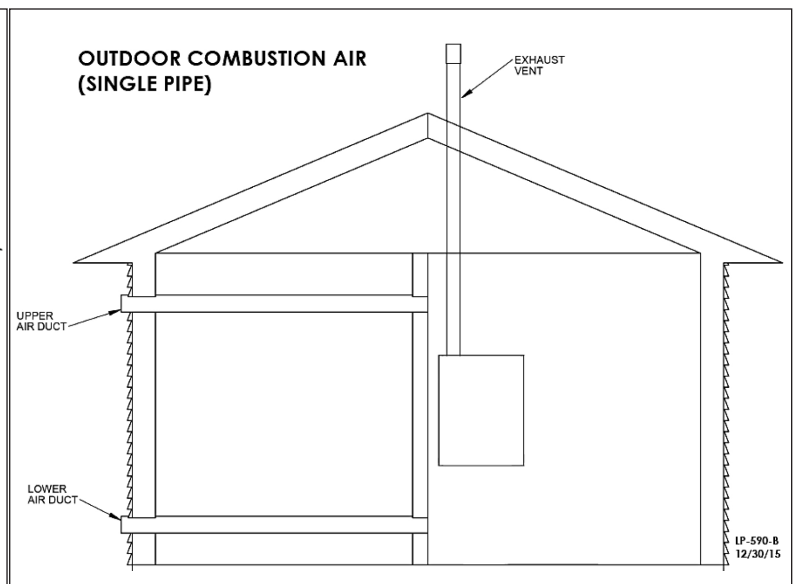 OUTDOOR COMBUSTION AIR
(SINGLE PIPE)
EXHAUST
VENT
UPPER
AIR DUCT
LOWER
AIR DUCT
LP-590-B
12/30/15